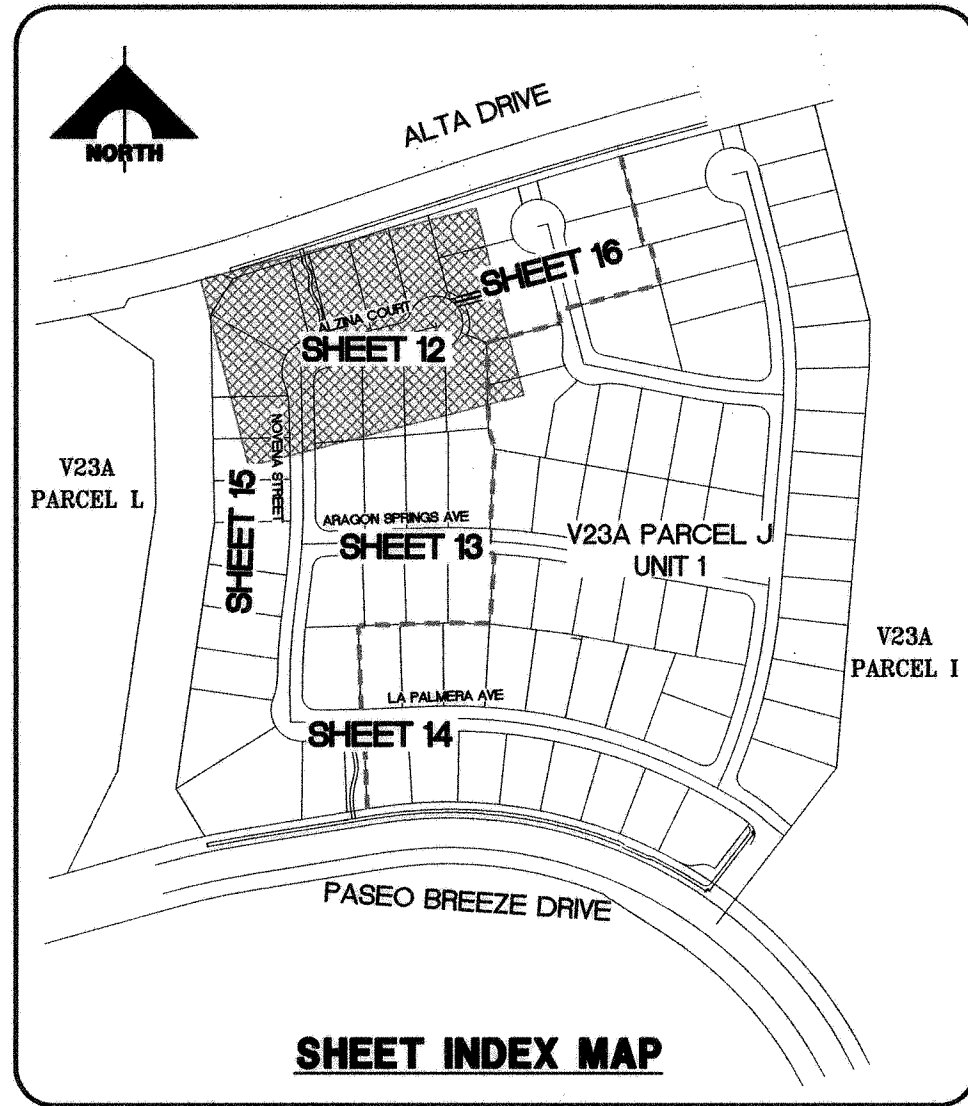 NORTH
ALTA DRIVE
SHEET 16
ALZINA COURT
SHEET 12
NOVENA STREET
V23A
PARCEL L
SHEET 15
ARAGON SPRINGS AVE
SHEET 13
V23A PARCEL J
UNIT 1
V23A
PARCEL I
LA PALMERA AVE
SHEET 14
PASEO BREEZE DRIVE
SHEET INDEX MAP